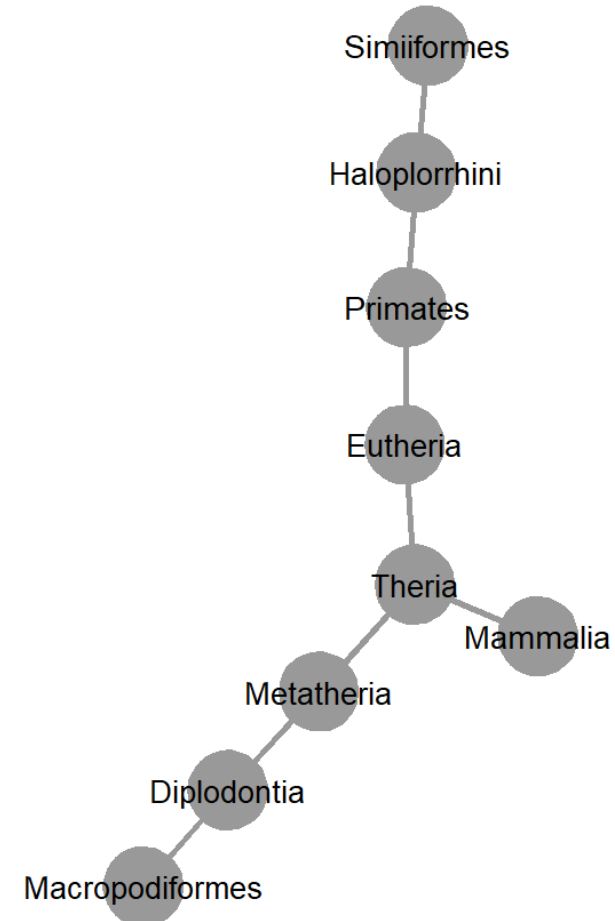 Simiiformes
Haloplorrhini
Primates
Eutheria
Theria
Mammalia
Metatheria
Diplodontia
Macropodiformes